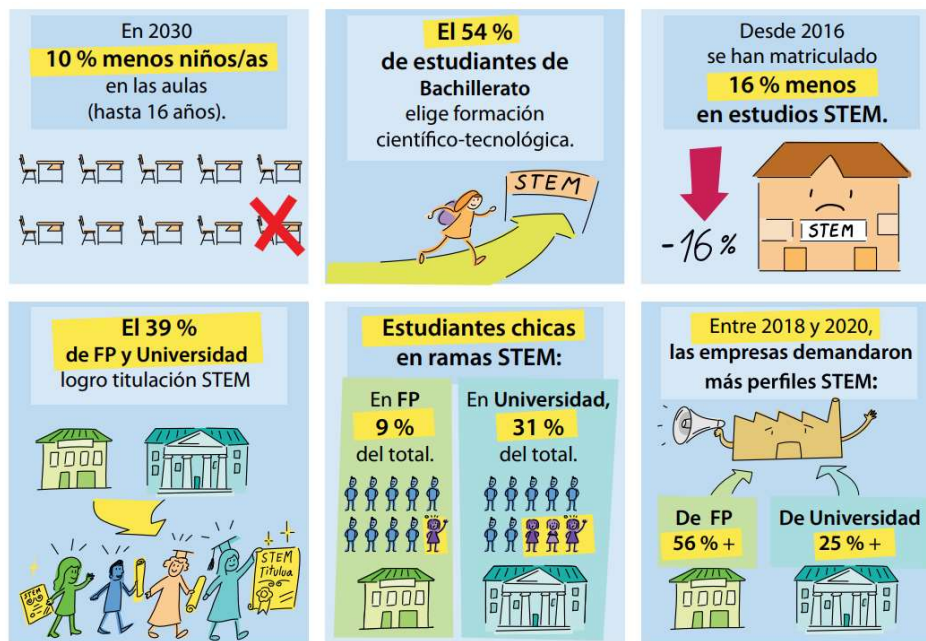 En 2030
10 % menos niños/as
en las aulas
(hasta 16 años).
El 54 %
de estudiantes de
Bachillerato
elige formación
científico-tecnológica.
STEM
Desde 2016
se han matriculado
16 % menos
en estudios STEM.
-16 %
STEM
El 39 %
de FP y Universidad
logro titulación STEM
STEM
STEM
Titulua
Estudiantes chicas
en ramas STEM:
En FP
9 %
del total.
En Universidad,
31 %
del total.
Entre 2018 y 2020,
las empresas demandaron
más perfiles STEM:
De FP
56 % +
De Universidad
25 % +